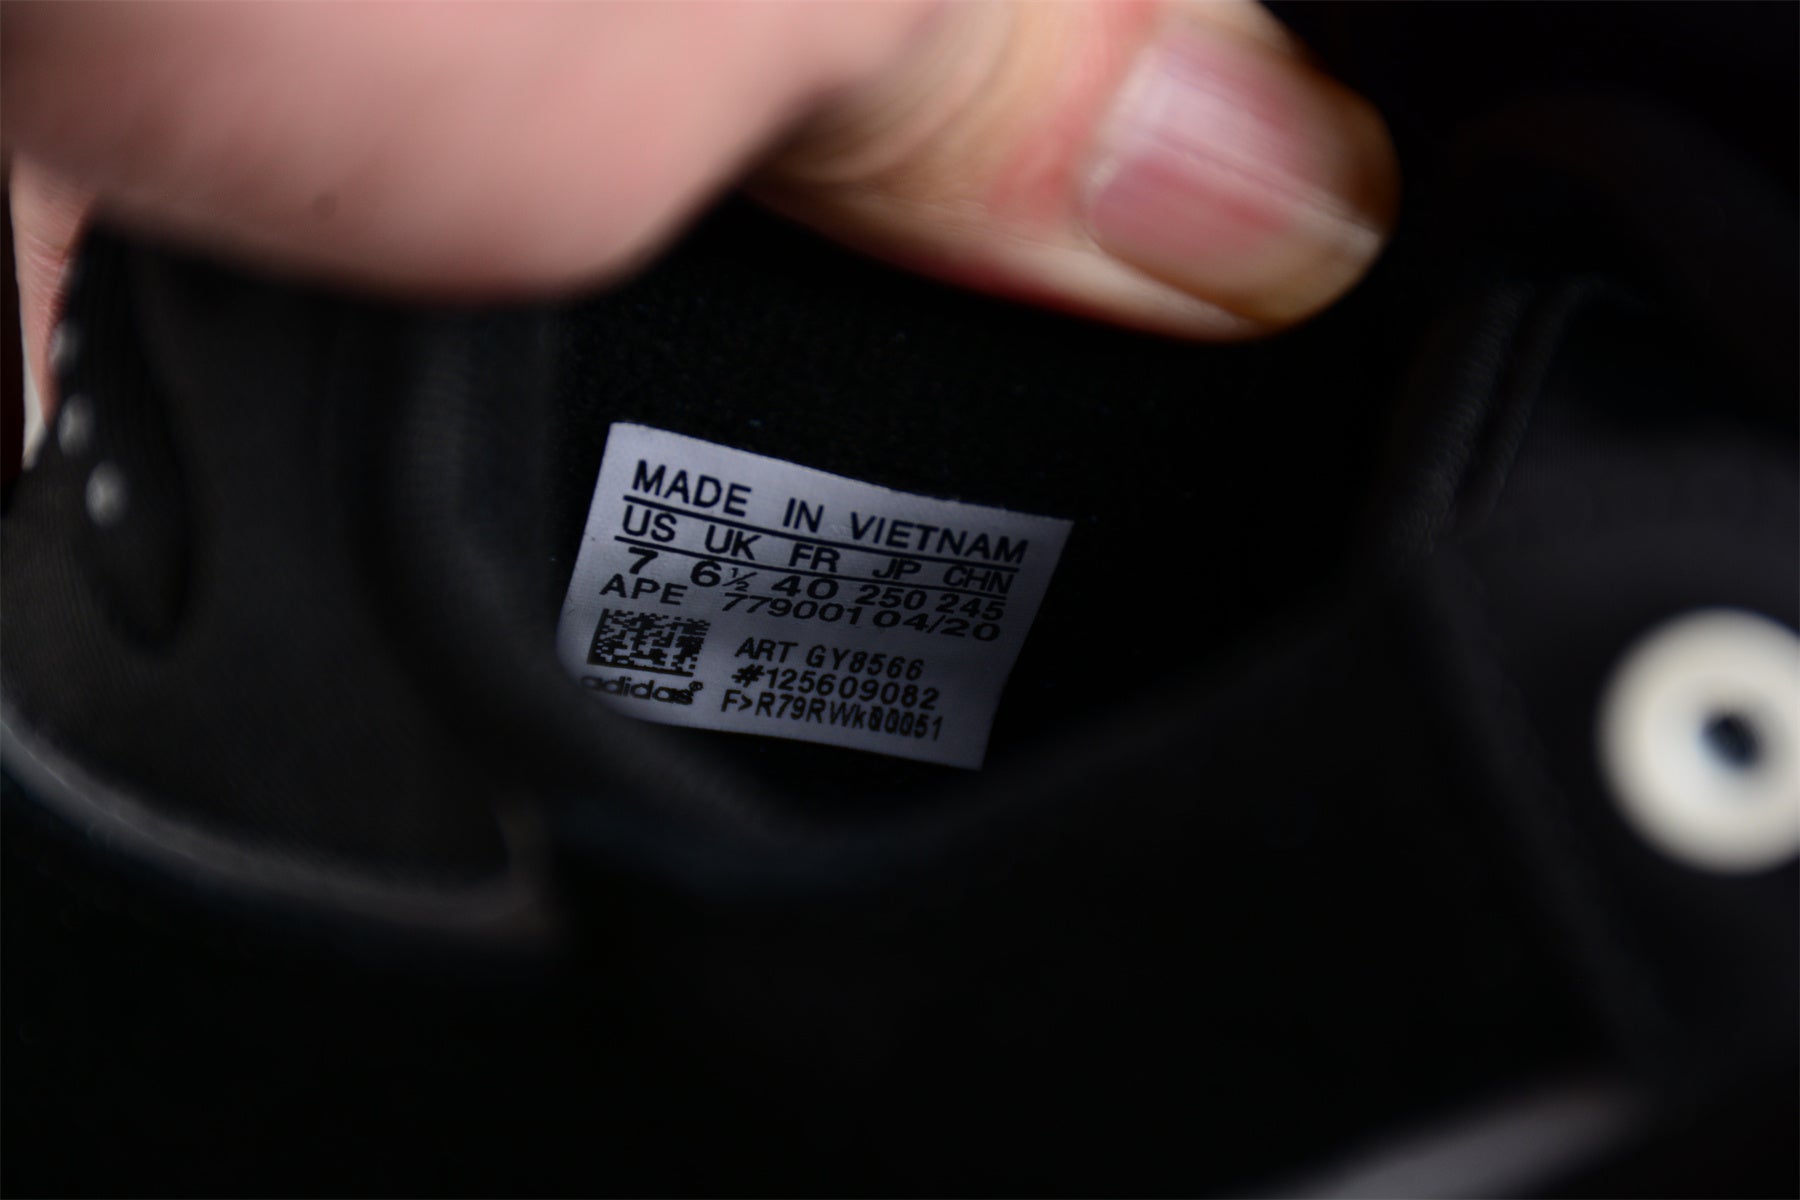 MADE IN VIETNAM
US UK FR JP CHN
7 6½ 40 250 245
APE 779001 04/20
ART GY8566
#125609082
F>R79RWk00051
adidas®